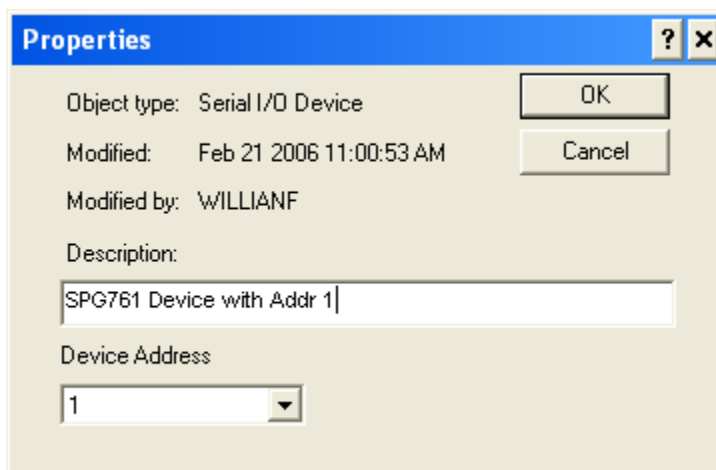 Properties
? ×
Object type: Serial I/O Device
OK
Modified: Feb 21 2006 11:00:53 AM
Cancel
Modified by: WILLIANF
Description:
SPG761 Device with Addr 1
Device Address
1